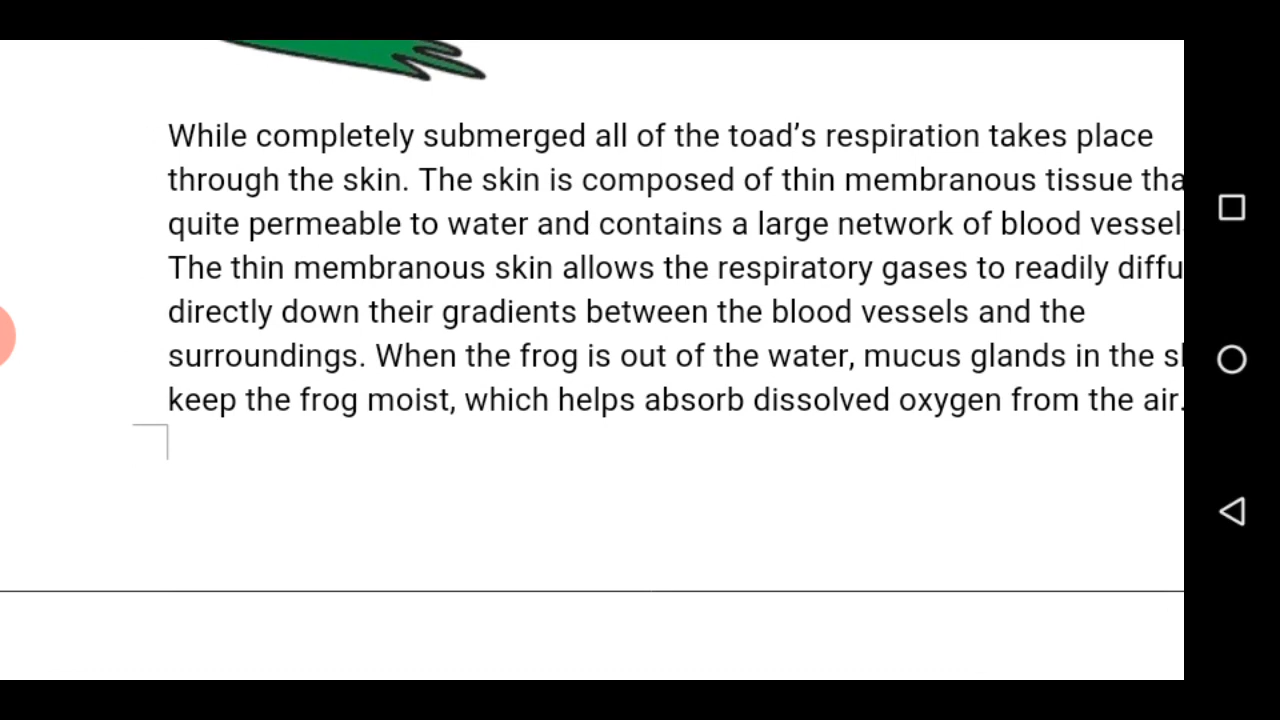 While completely submerged all of the toad’s respiration takes place
through the skin. The skin is composed of thin membranous tissue
quite permeable to water and contains a large network of blood
The thin membranous skin allows the respiratory gases to readily
directly down their gradients between the blood vessels and the
surroundings. When the frog is out of the water, mucus glands in the
keep the frog moist, which helps absorb dissolved oxygen from the air.